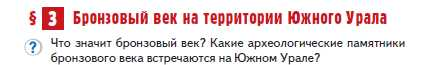 § 3 Бронзовый век на территории Южного Урала
? Что значит бронзовый век? Какие археологические памятники
бронзового века встречаются на Южном Урале?